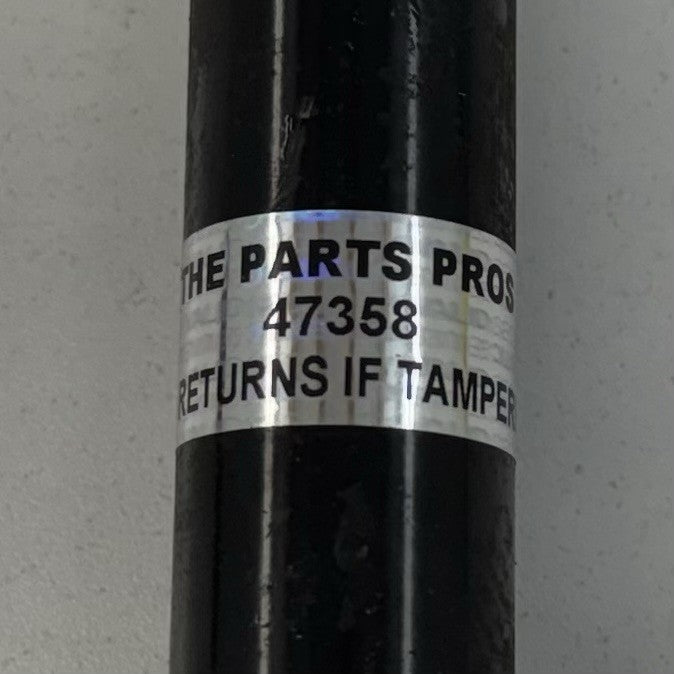 THE PARTS PROS
47358
RETURNS IF TAMPER